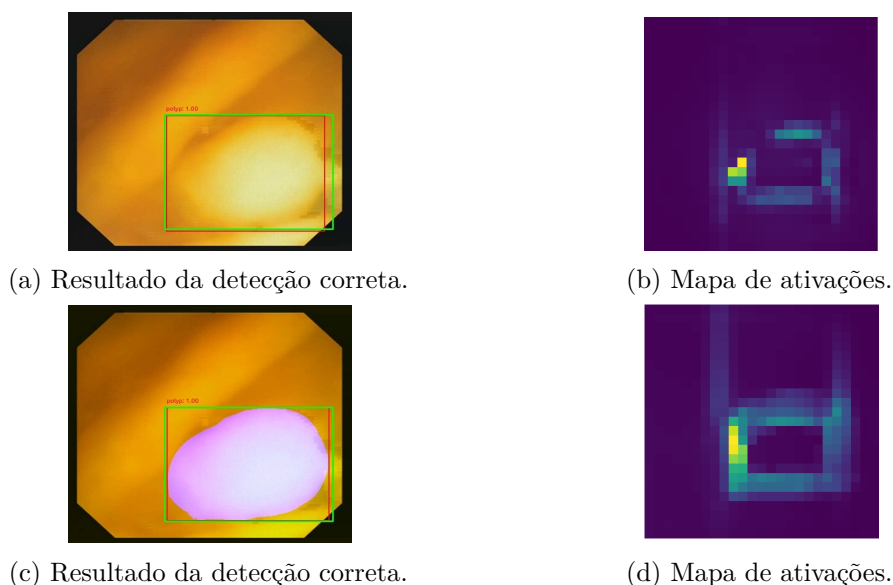 polyp: 1.00
(a) Resultado da detecção correta.
(b) Mapa de ativações.
polyp: 1.00
(c) Resultado da detecção correta.
(d) Mapa de ativações.